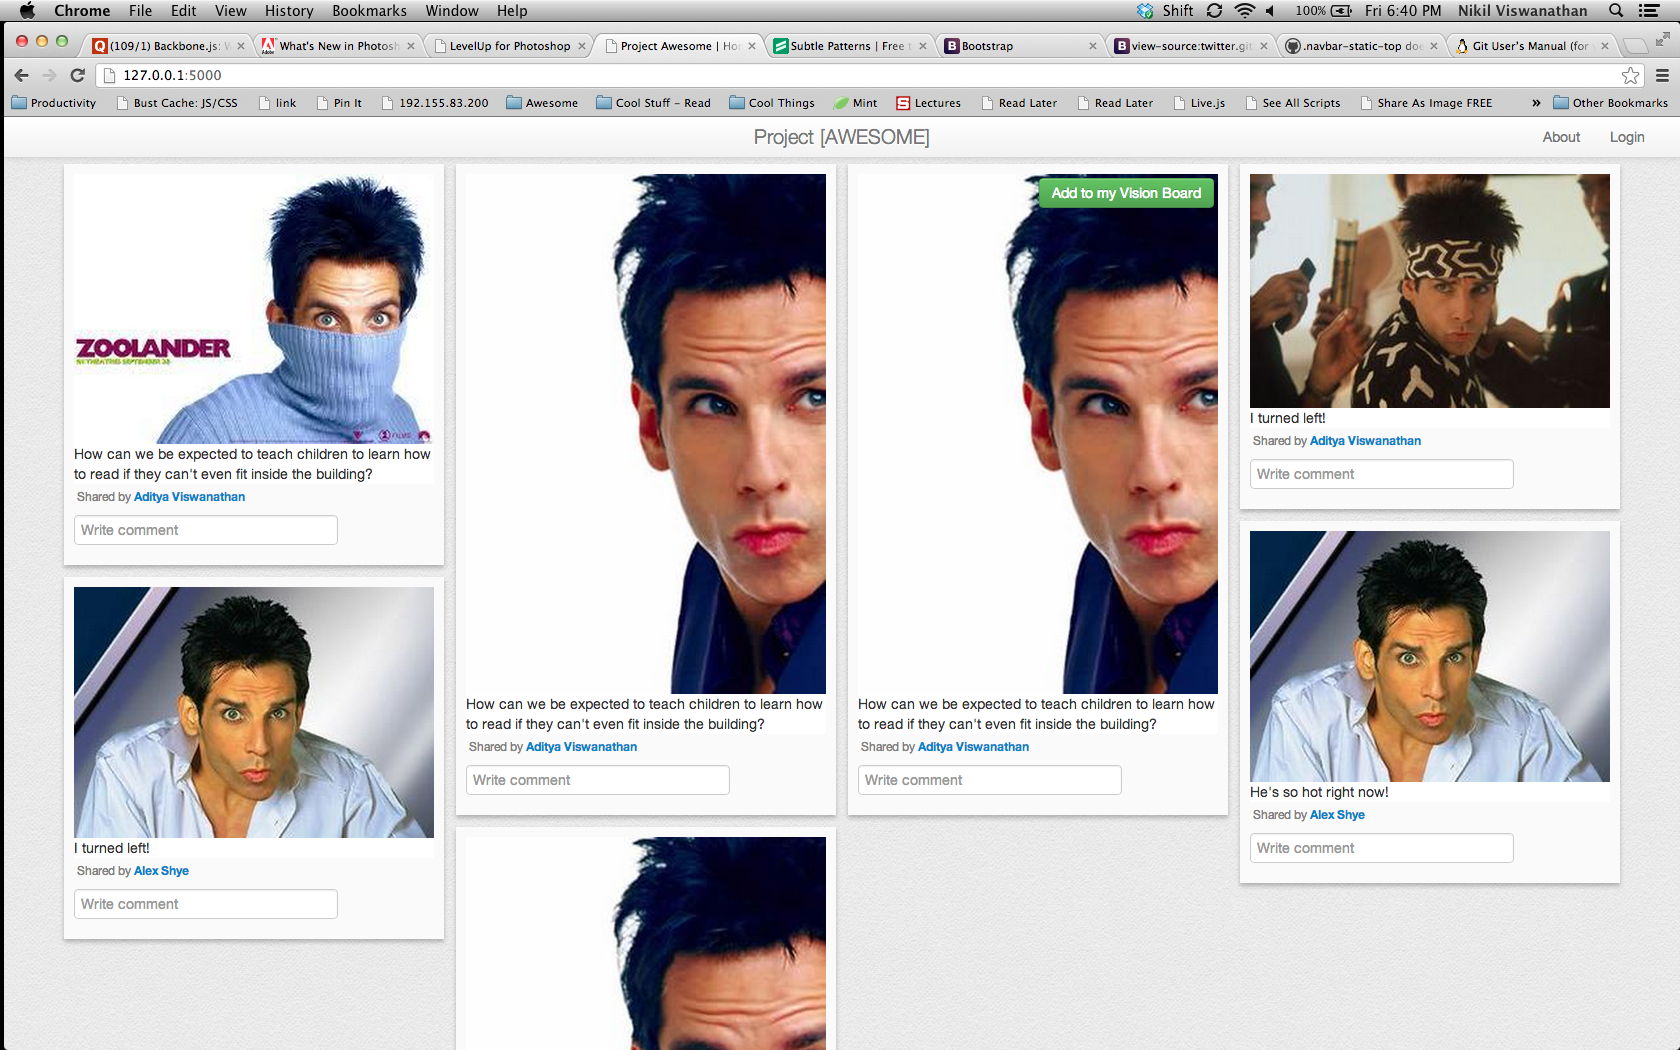 Chrome File Edit View History Bookmarks Window Help Shift 100% Fri 6:40 PM Nikil Viswanathan
(109/1) Backbone.js: What's New in Photosh LevelUp for Photoshop Project Awesome | Ho Subtle Patterns | Free Bootstrap view-source:twitter.git .navbar-static-top doe Git User's Manual (for
127.0.0.1:5000
Productivity Bust Cache: JS/CSS link Pin It 192.155.83.200 Awesome Cool Stuff - Read Cool Things Mint Lectures Read Later Read Later Live.js See All Scripts Share As Image FREE » Other Bookmarks
Project [AWESOME] About Login
ZOOLANDER
IN THEATRES SEPTEMBER 28
FILMS
How can we be expected to teach children to learn how
to read if they can't even fit inside the building?
Shared by Aditya Viswanathan
Write comment
I turned left!
Shared by Alex Shye
Write comment
How can we be expected to teach children to learn how
to read if they can't even fit inside the building?
Shared by Aditya Viswanathan
Write comment
Add to my Vision Board
How can we be expected to teach children to learn how
to read if they can't even fit inside the building?
Shared by Aditya Viswanathan
Write comment
I turned left!
Shared by Aditya Viswanathan
Write comment
He's so hot right now!
Shared by Alex Shye
Write comment